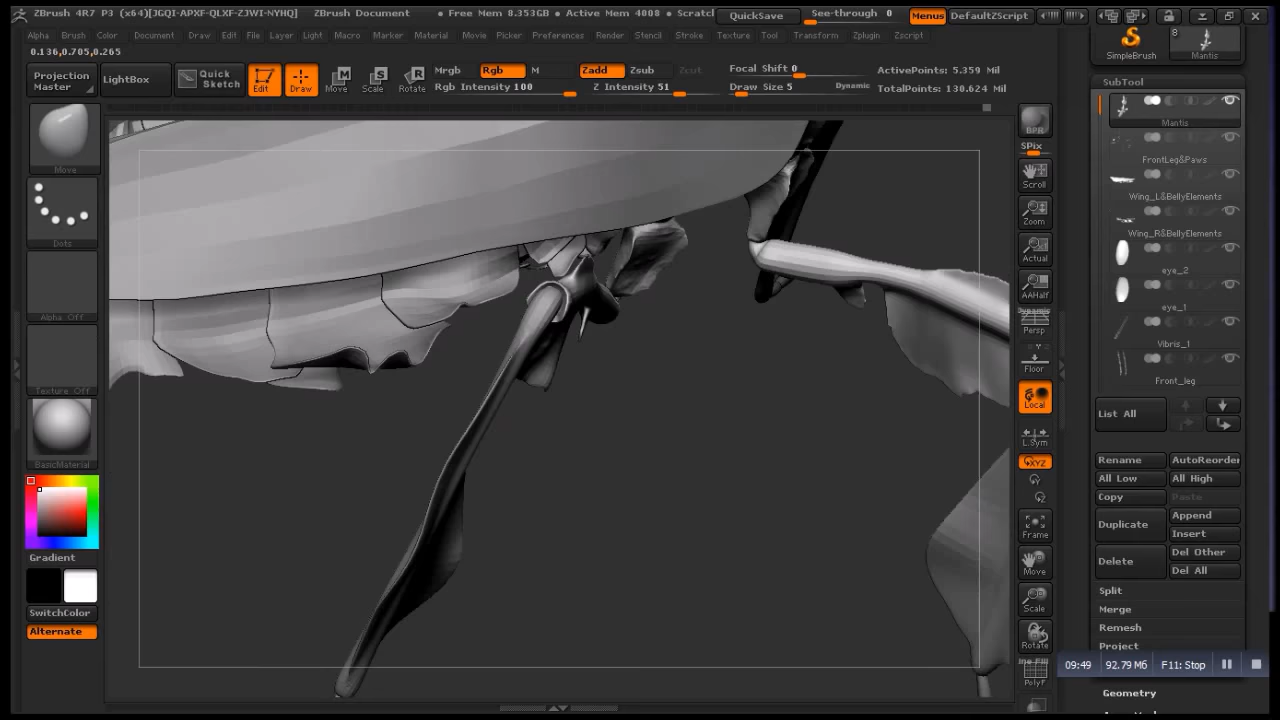 ZBrush 4R7 P3 (x64)[JGQI-APXF-QLXF-ZJWI-NYHQ] ZBrush Document • Free Mem 8.353GB • Active Mem 4008 • Scratcl QuickSave See-through 0 Menus DefaultZScript
Alpha Brush Color Document Draw Edit File Layer Light Macro Marker Material Movie Picker Preferences Render Stencil Stroke Texture Tool Transform Zplugin Zscript
0.136,0.705,0.265
Projection Master
LightBox
Quick Sketch
Edit
Draw
Move
Scale
Rotate
Mrgb Rgb M
Rgb Intensity 100
Zadd Zsub Zcut
Z Intensity 51
Focal Shift 0
Draw Size 5 Dynamic
ActivePoints: 5.359 Mil
TotalPoints: 130.624 Mil
Move
Dots
Alpha Off
Texture Off
BasicMaterial
Gradient
SwitchColor
Alternate
BPR
SPix
Scroll
Zoom
Actual
AAHalf
Dynamic
Persp
Floor
Local
L.Sym
XYZ
Frame
Move
Scale
Rotate
PolyF
SimpleBrush
8
Mantis
SubTool
Mantis
FrontLeg&Paws
Wing_L&BellyElements
Wing_R&BellyElements
eye_2
eye_1
Vibris_1
Front_leg
List All
Rename AutoReorder
All Low All High
Copy Paste
Duplicate
Append
Insert
Delete
Del Other
Del All
Split
Merge
Remesh
Project
09:49 92.79 Мб F11: Stop
Geometry